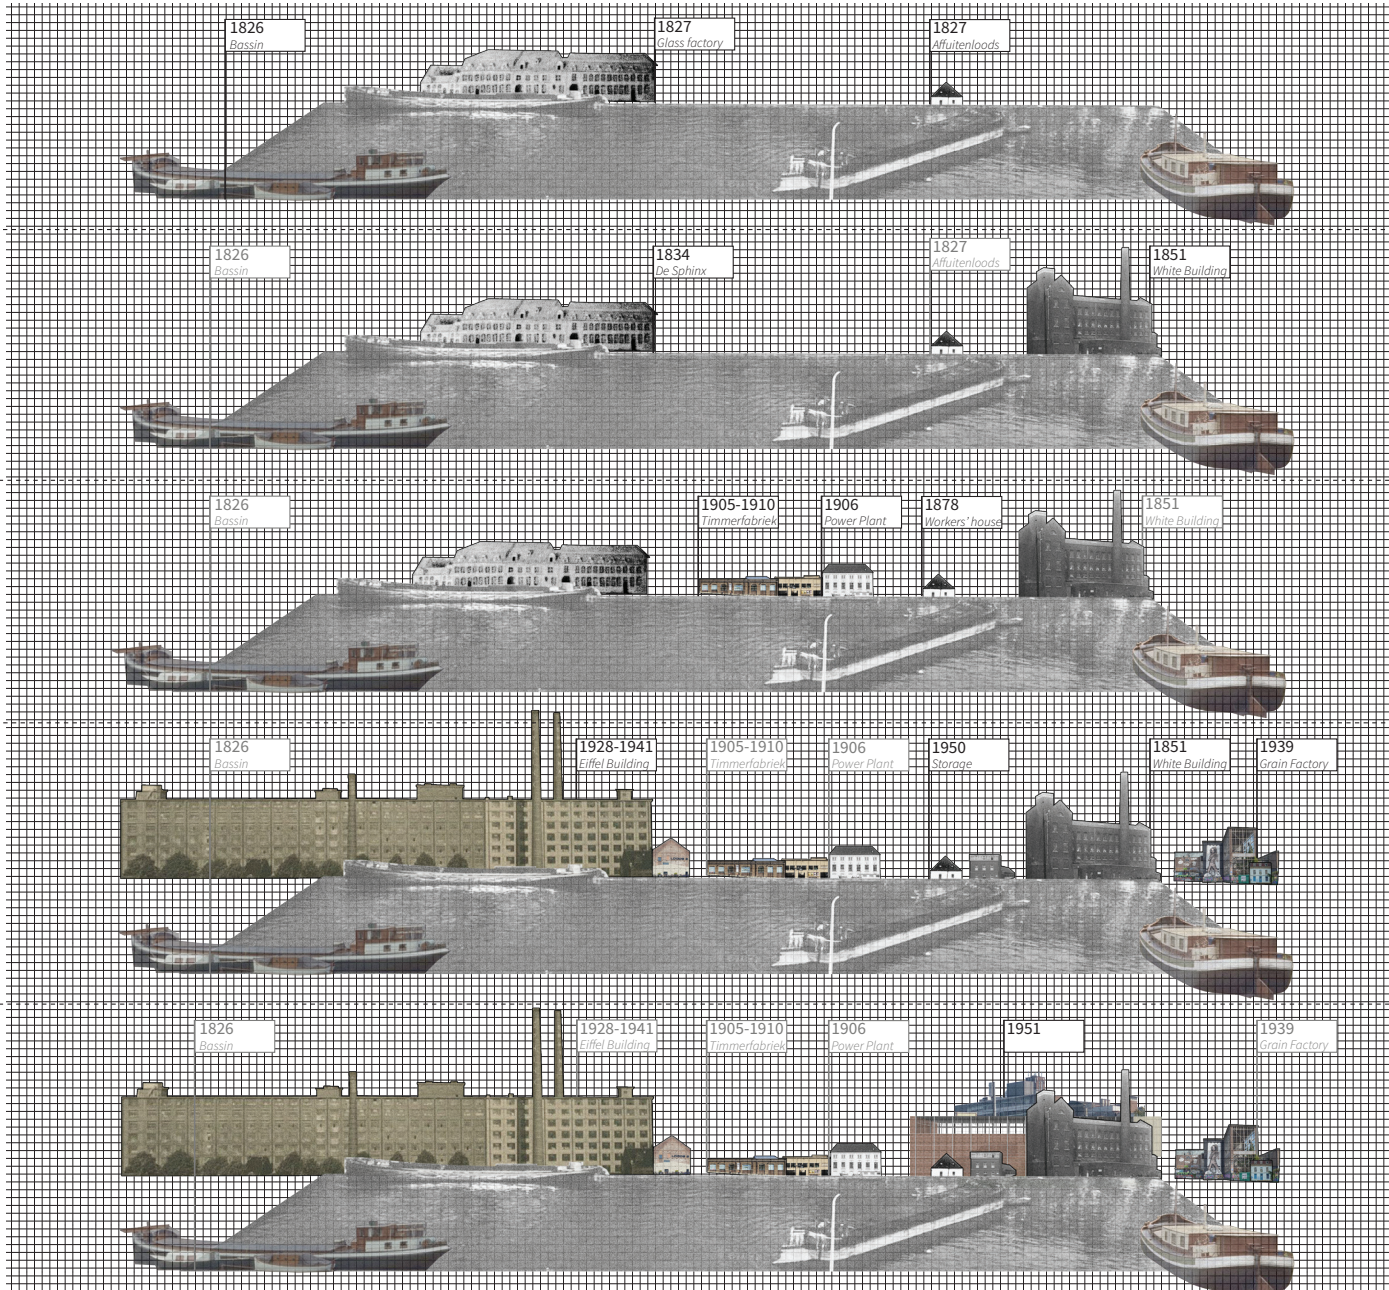 1826
Bassin
1827
Glass factory
1827
Affuitenloods
1826
Bassin
1834
De Sphinx
1827
Affuitenloods
1851
White Building
1826
Bassin
1905-1910
Timmerfabriek
1906
Power Plant
1878
Workers' house
1851
White Building
1826
Bassin
1928-1941
Eiffel Building
1905-1910
Timmerfabriek
1906
Power Plant
1950
Storage
1851
White Building
1939
Grain Factory
1826
Bassin
1928-1941
Eiffel Building
1905-1910
Timmerfabriek
1906
Power Plant
1951
1939
Grain Factory